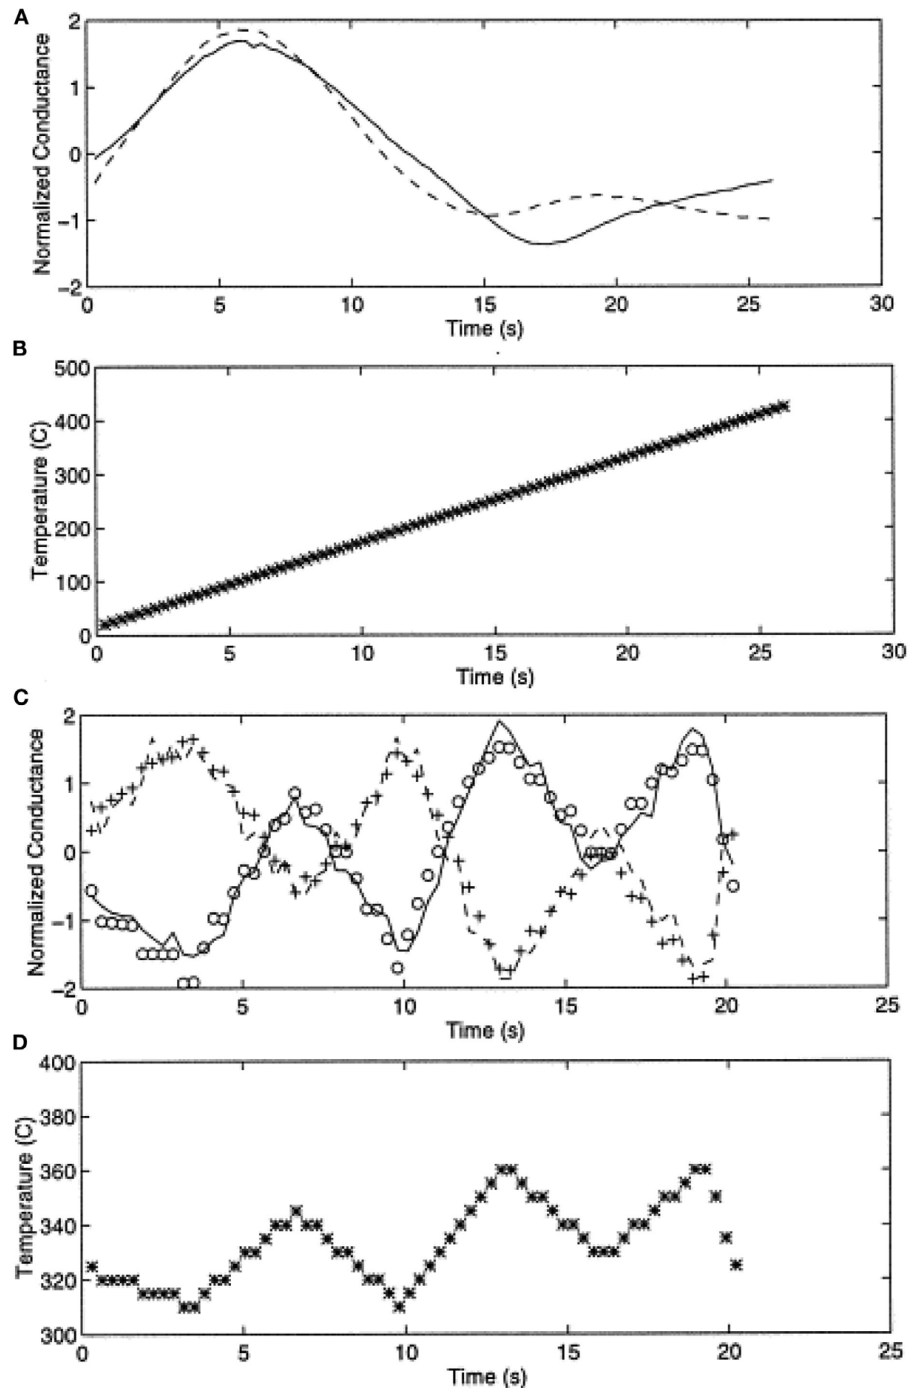 A
Normalized Conductance
2
1
0
−1
−2
0 5 10 15 20 25 30
Time (s)
B
Temperature (C)
500
400
300
200
100
0
0 5 10 15 20 25 30
Time (s)
C
Normalized Conductance
2
1
0
−1
−2
0 5 10 15 20 25
Time (s)
D
Temperature (C)
400
380
360
340
320
300
0 5 10 15 20 25
Time (s)